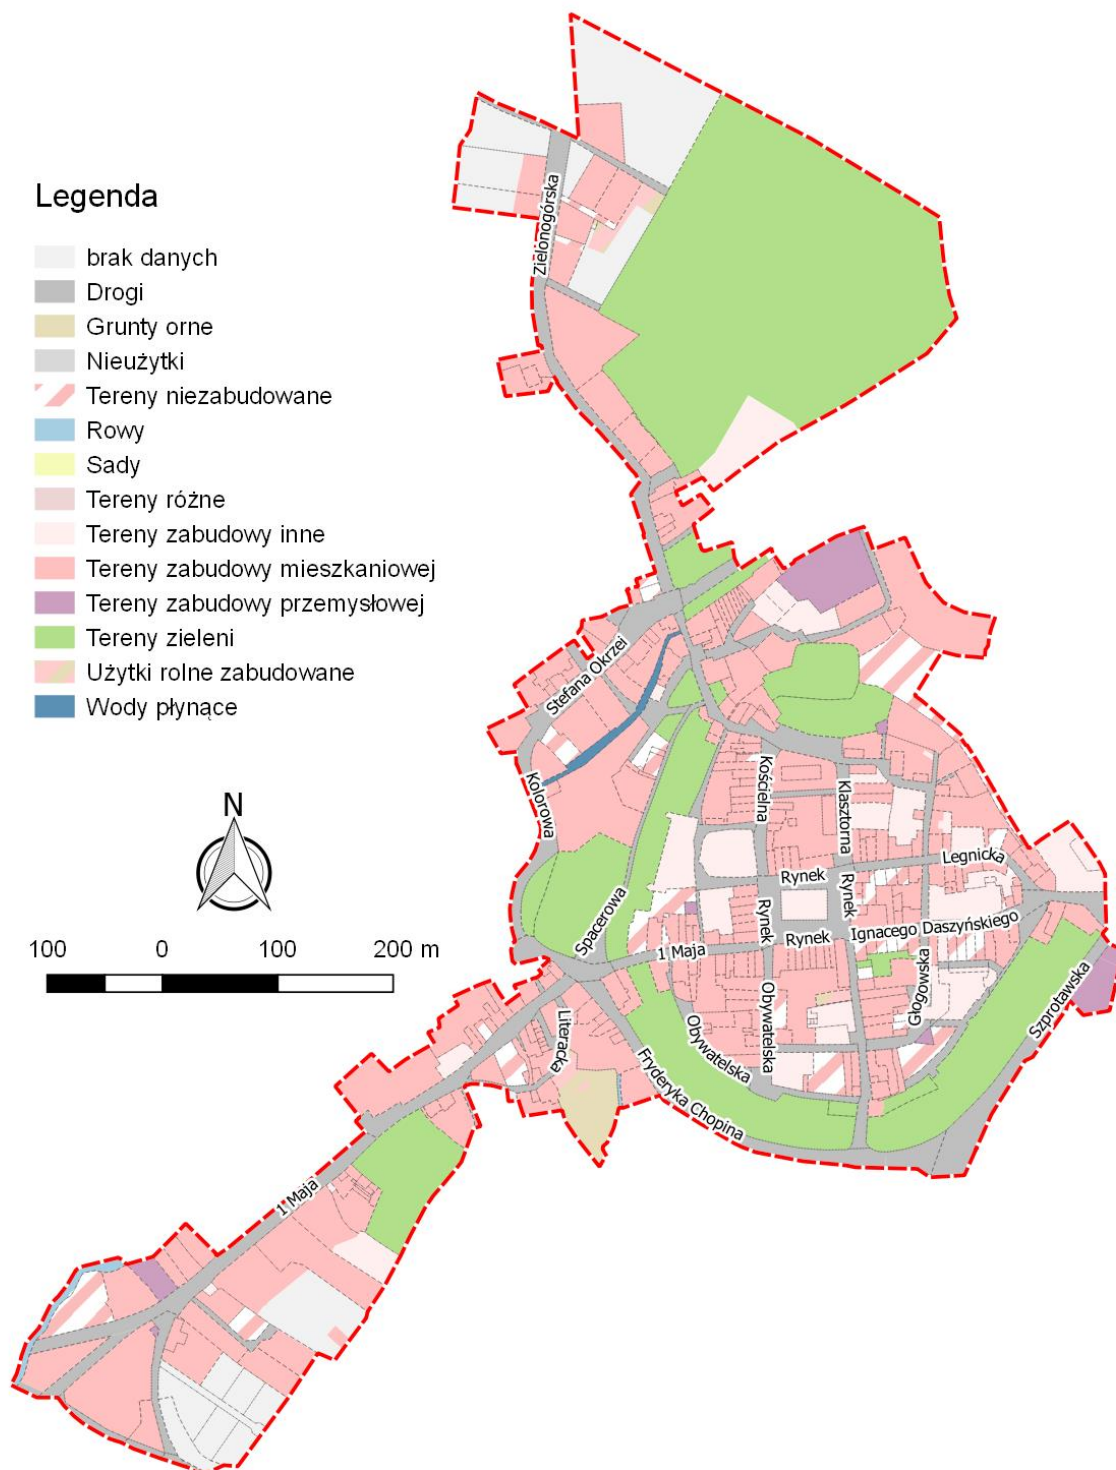 Legenda
brak danych
Drogi
Grunty orne
Nieużytki
Tereny niezabudowane
Rowy
Sady
Tereny różne
Tereny zabudowy inne
Tereny zabudowy mieszkaniowej
Tereny zabudowy przemysłowej
Tereny zieleni
Użytki rolne zabudowane
Wody płynące
N
100 0 100 200 m
Zielonogórska
Stefana Okrzei
Kolorowa
Kościelna
Klasztorna
Legnicka
Rynek
Rynek
Rynek
Rynek
Spacerowa
1 Maja
Ignacego Daszyńskiego
Głogowska
Szprotawska
Obywatelska
Obywatelska
Literacka
Fryderyka Chopina
1 Maja